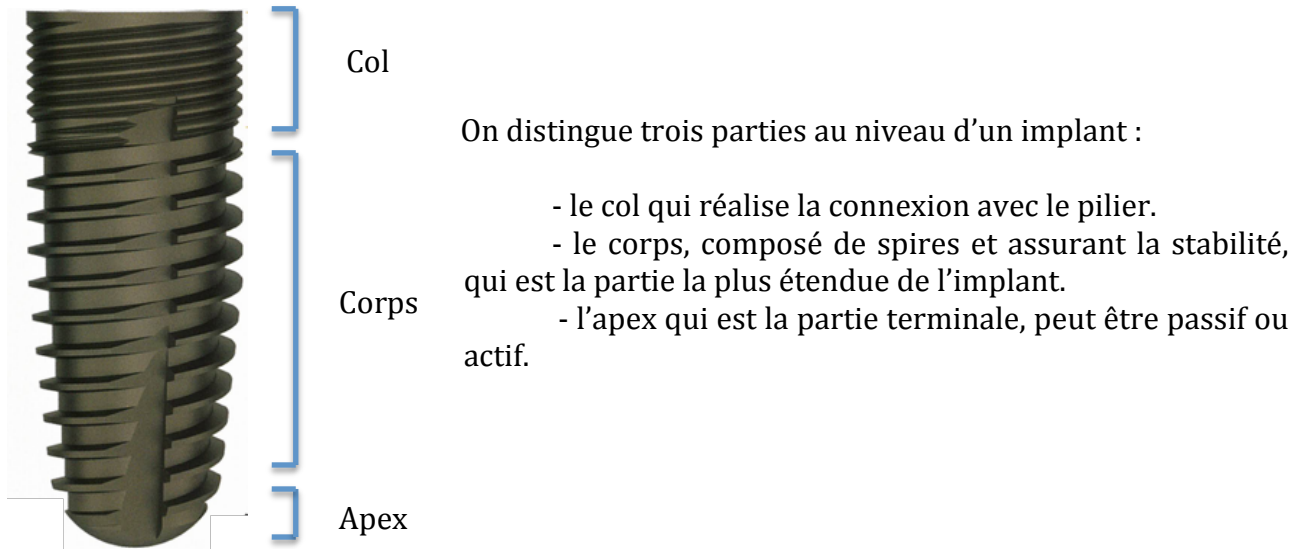 Col
On distingue trois parties au niveau d’un implant :
- le col qui réalise la connexion avec le pilier.
- le corps, composé de spires et assurant la stabilité,
qui est la partie la plus étendue de l’implant.
Corps
- l’apex qui est la partie terminale, peut être passif ou
actif.
Apex